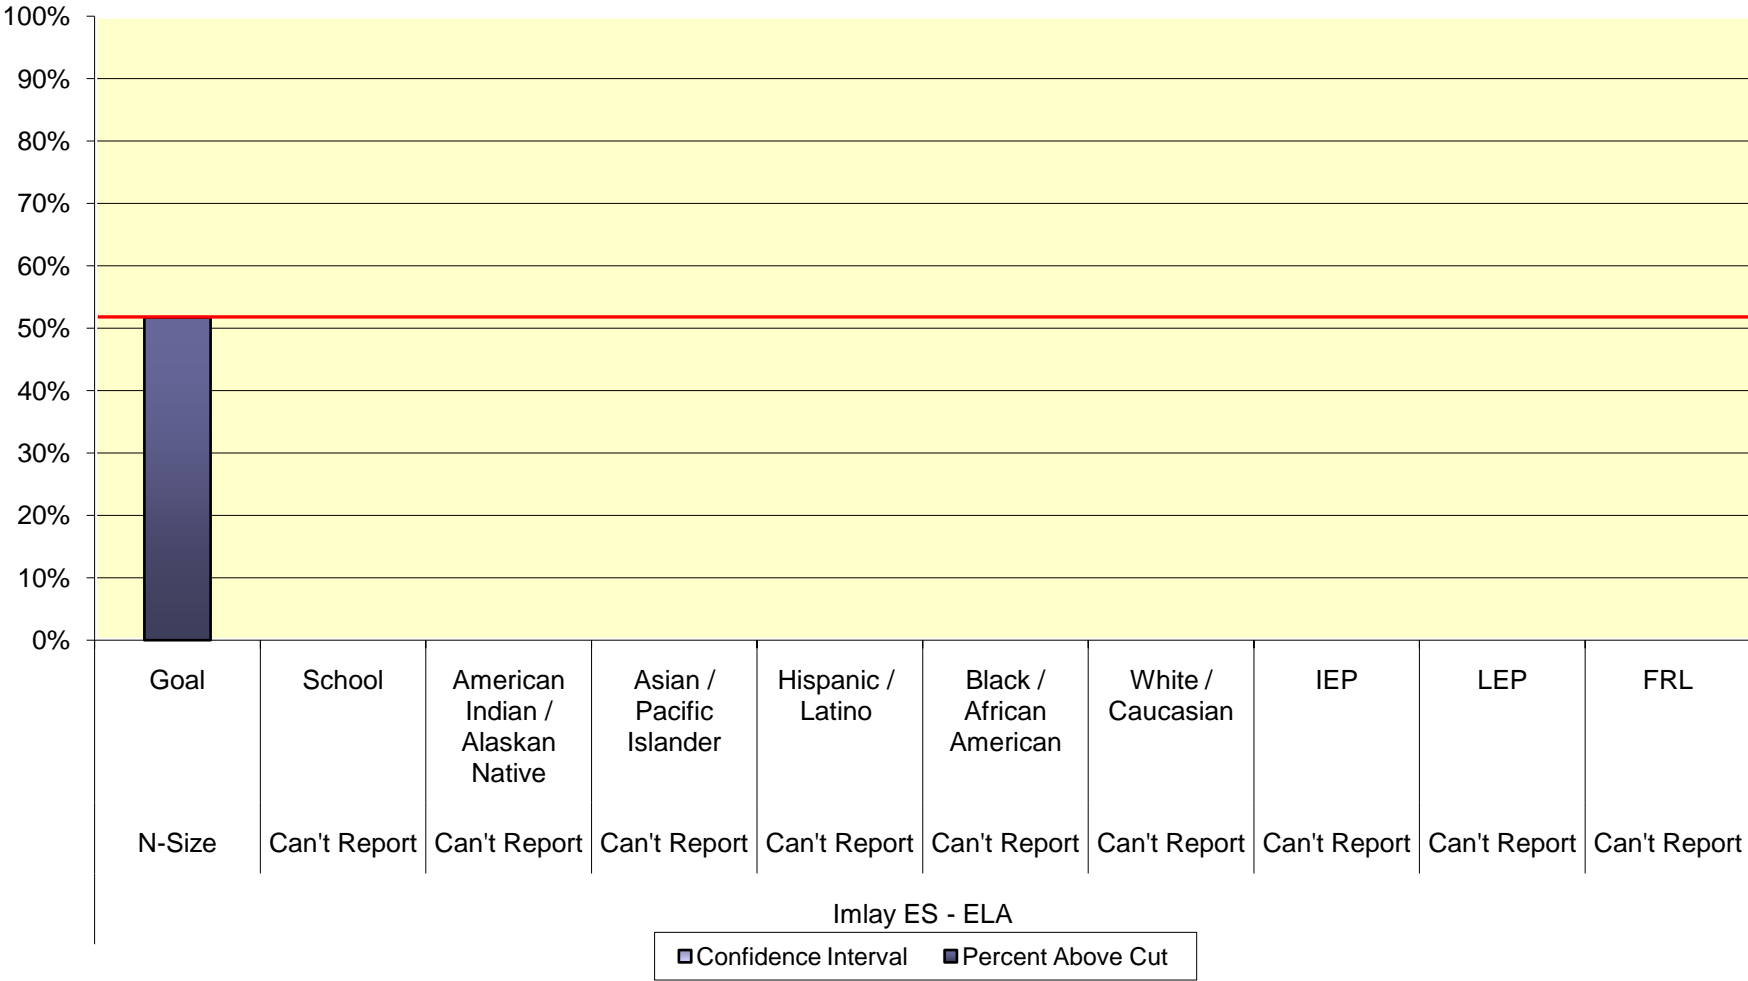 100%
90%
80%
70%
60%
50%
40%
30%
20%
10%
0%
Goal
School
American
Indian /
Alaskan
Native
Asian /
Pacific
Islander
Hispanic /
Latino
Black /
African
American
White /
Caucasian
IEP
LEP
FRL
N-Size
Can't Report
Can't Report
Can't Report
Can't Report
Can't Report
Can't Report
Can't Report
Can't Report
Can't Report
Imlay ES - ELA
Confidence Interval
Percent Above Cut